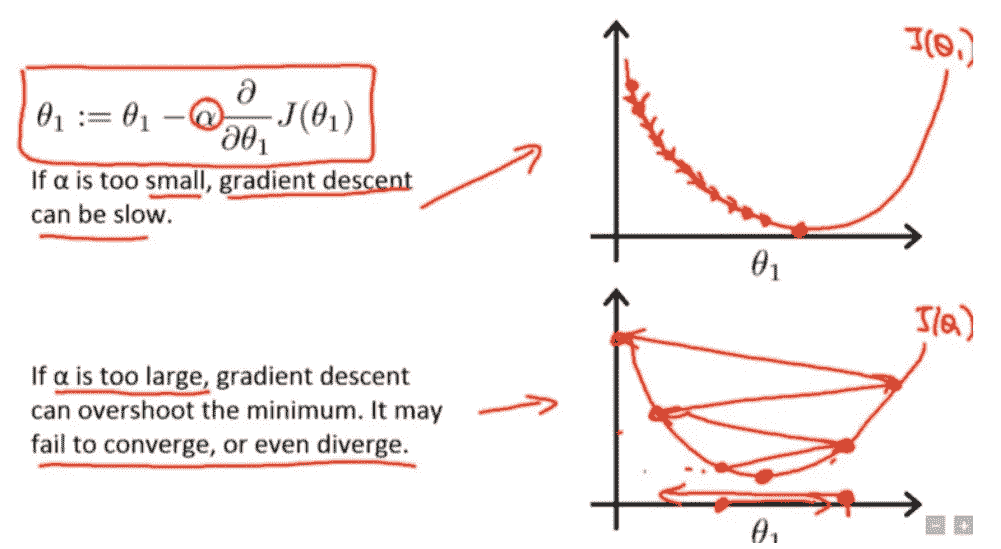 J(θ₁)
θ₁ := θ₁ − α ∂/∂θ₁ J(θ₁)
If α is too small, gradient descent
can be slow.
θ₁
J(θ₁)
If α is too large, gradient descent
can overshoot the minimum. It may
fail to converge, or even diverge.
θ₁